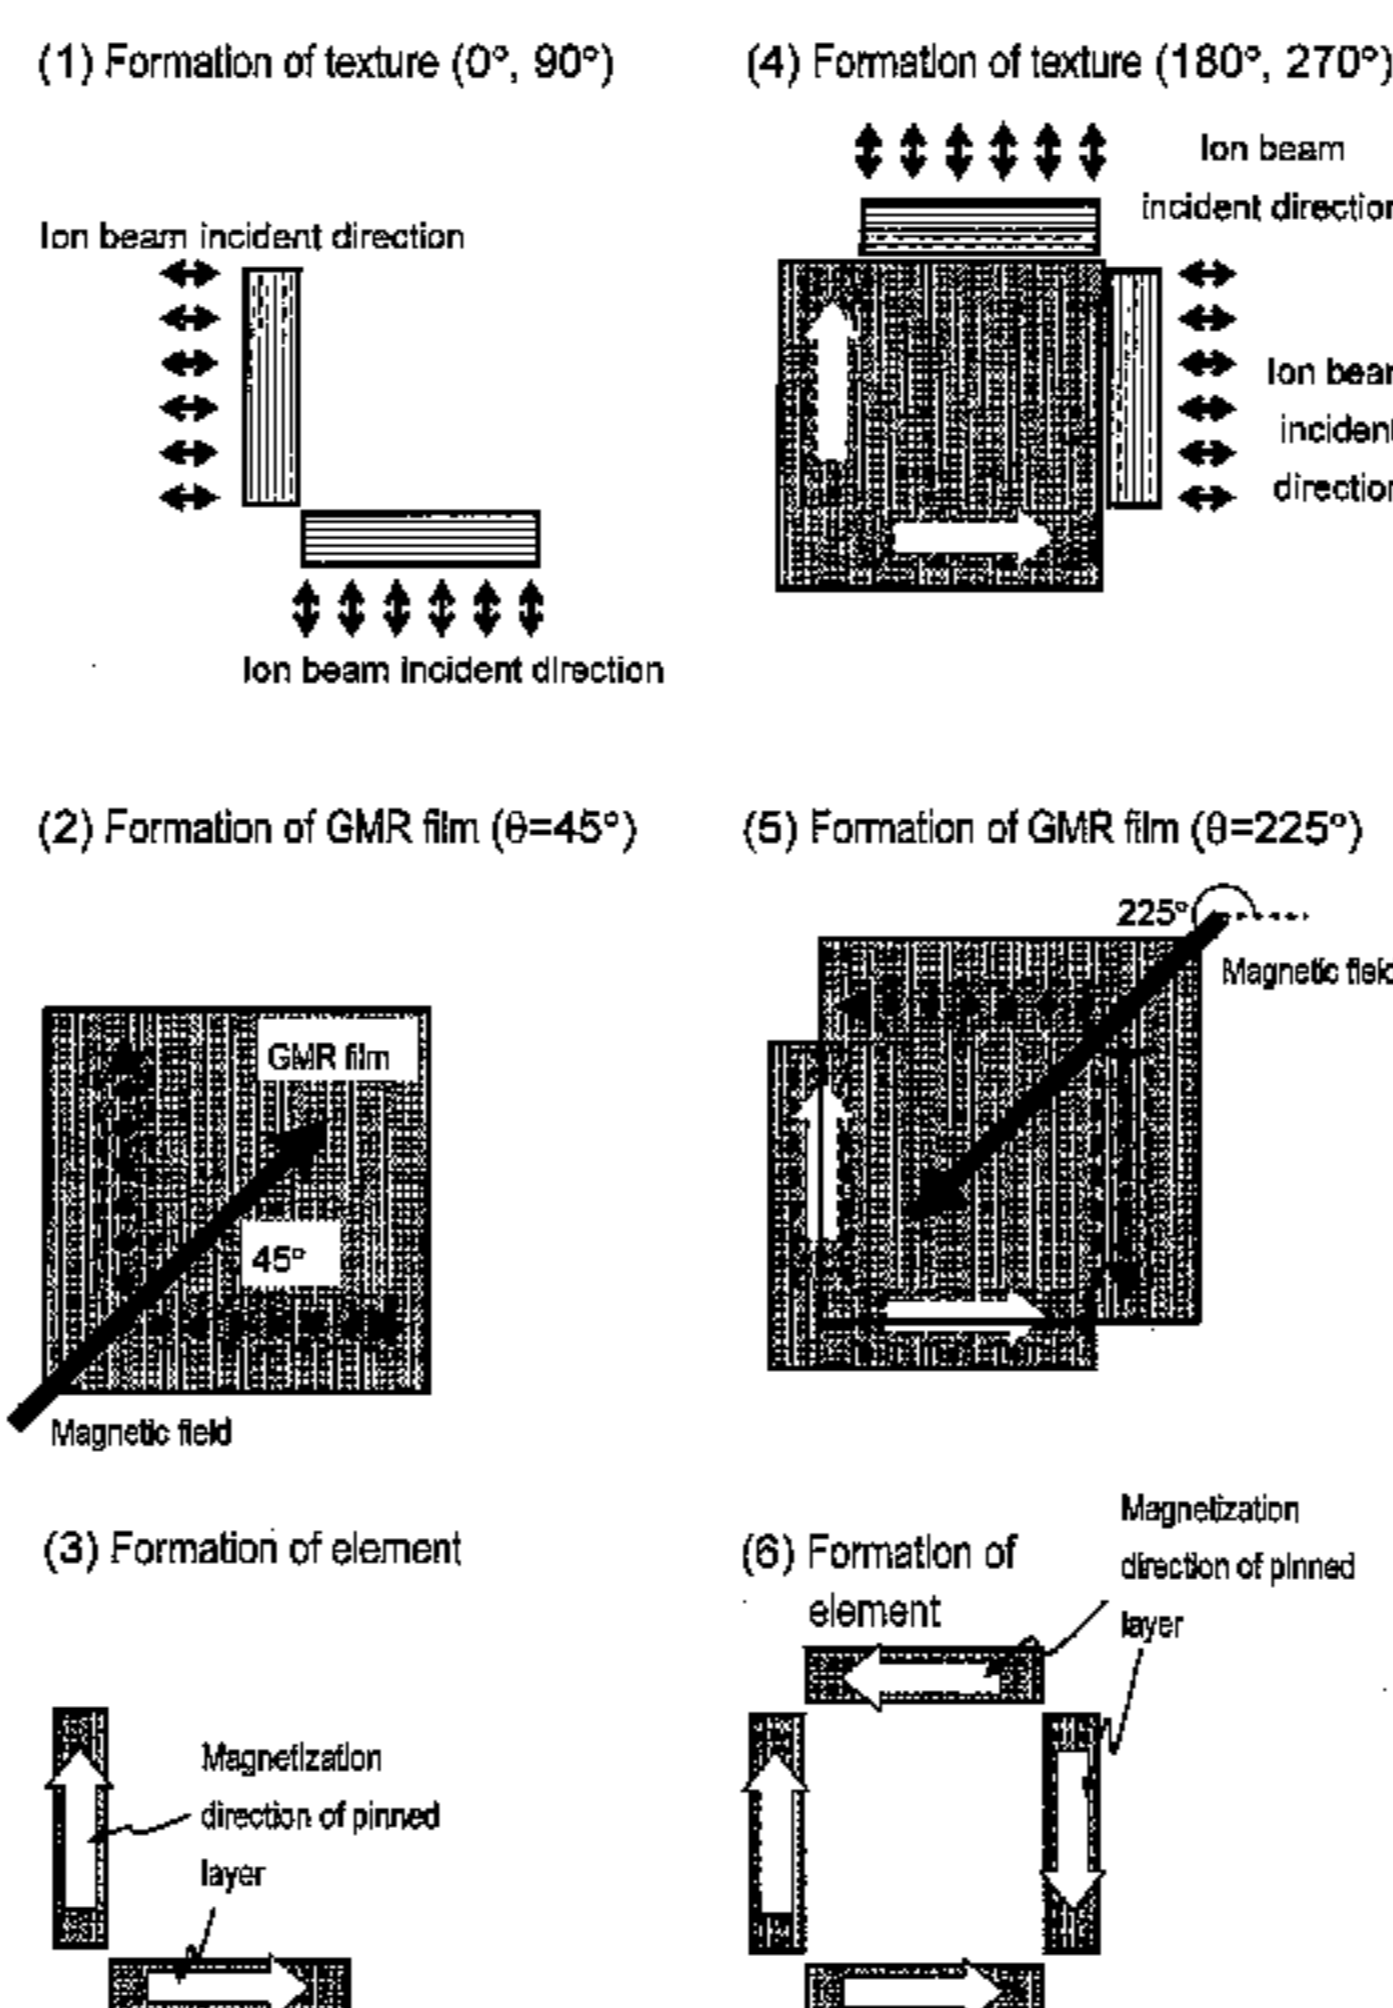 (1) Formation of texture (0°, 90°)
Ion beam incident direction
Ion beam incident direction
(2) Formation of GMR film (θ=45°)
GMR film
45°
Magnetic field
(3) Formation of element
Magnetization
direction of pinned
layer
(4) Formation of texture (180°, 270°)
Ion beam
incident direction
Ion beam
incident
direction
(5) Formation of GMR film (θ=225°)
225°
Magnetic field
(6) Formation of
element
Magnetization
direction of pinned
layer